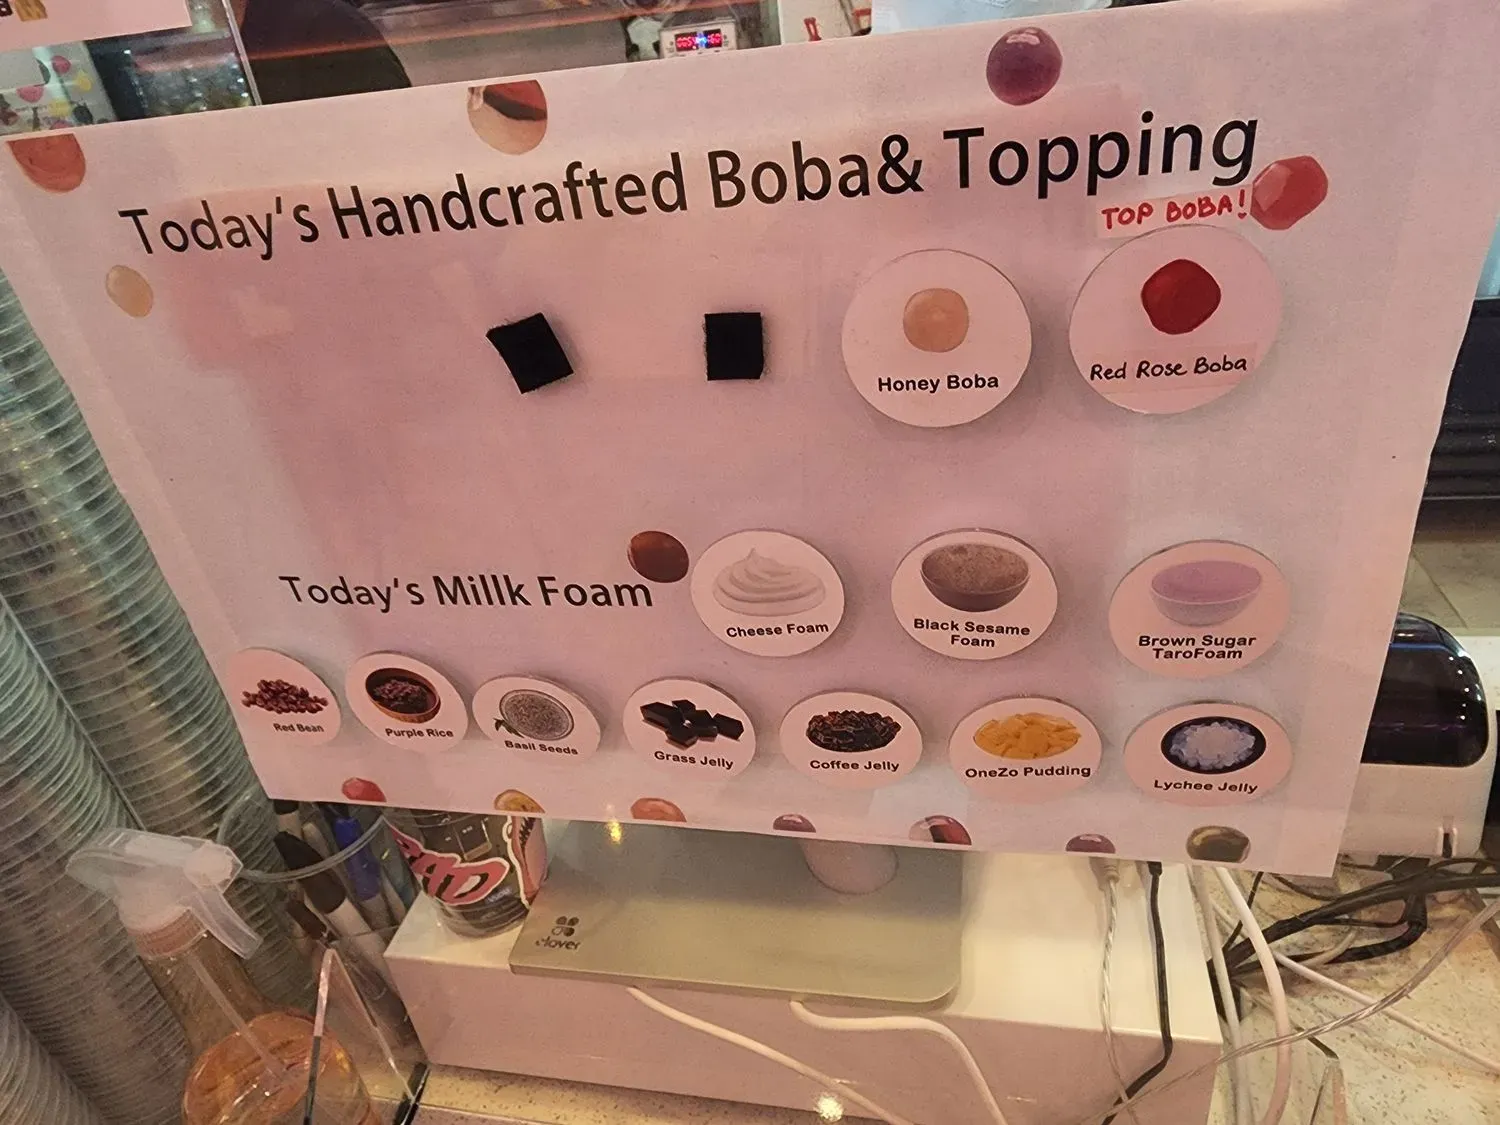 Today's Handcrafted Boba& Topping
TOP BOBA!
Honey Boba
Red Rose Boba
Today's Millk Foam
Cheese Foam
Black Sesame
Foam
Brown Sugar
TaroFoam
Red Bean
Purple Rice
Basil Seeds
Grass Jelly
Coffee Jelly
OneZo Pudding
Lychee Jelly
clover